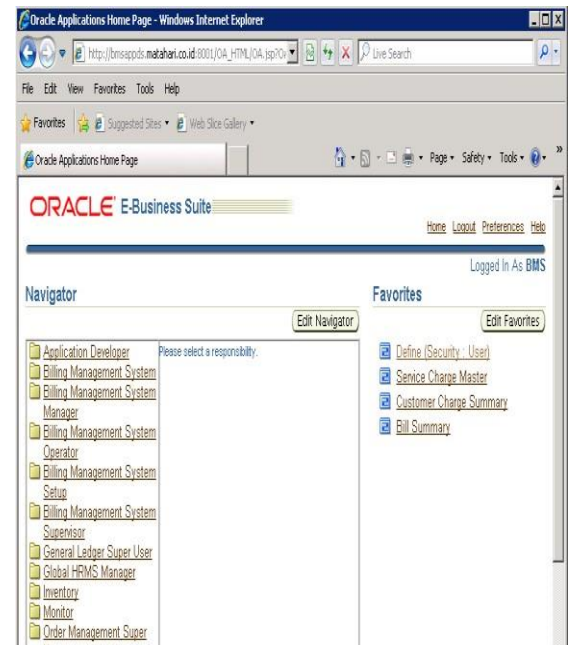 Oracle Applications Home Page - Windows Internet Explorer
http://bmsappds.matahari.co.id:8001/OA_HTML/OA.jsp?O
Live Search
File Edit View Favorites Tools Help
Favorites Suggested Sites Web Slice Gallery
Oracle Applications Home Page Page Safety Tools »
ORACLE E-Business Suite
Home Logout Preferences Help
Logged In As BMS
Navigator
Edit Navigator
Application Developer
Billing Management System
Billing Management System
Manager
Billing Management System
Operator
Billing Management System
Setup
Billing Management System
Supervisor
General Ledger Super User
Global HRMS Manager
Inventory
Monitor
Order Management Super
Please select a responsibility.
Favorites
Edit Favorites
Define (Security : User)
Service Charge Master
Customer Charge Summary
Bill Summary